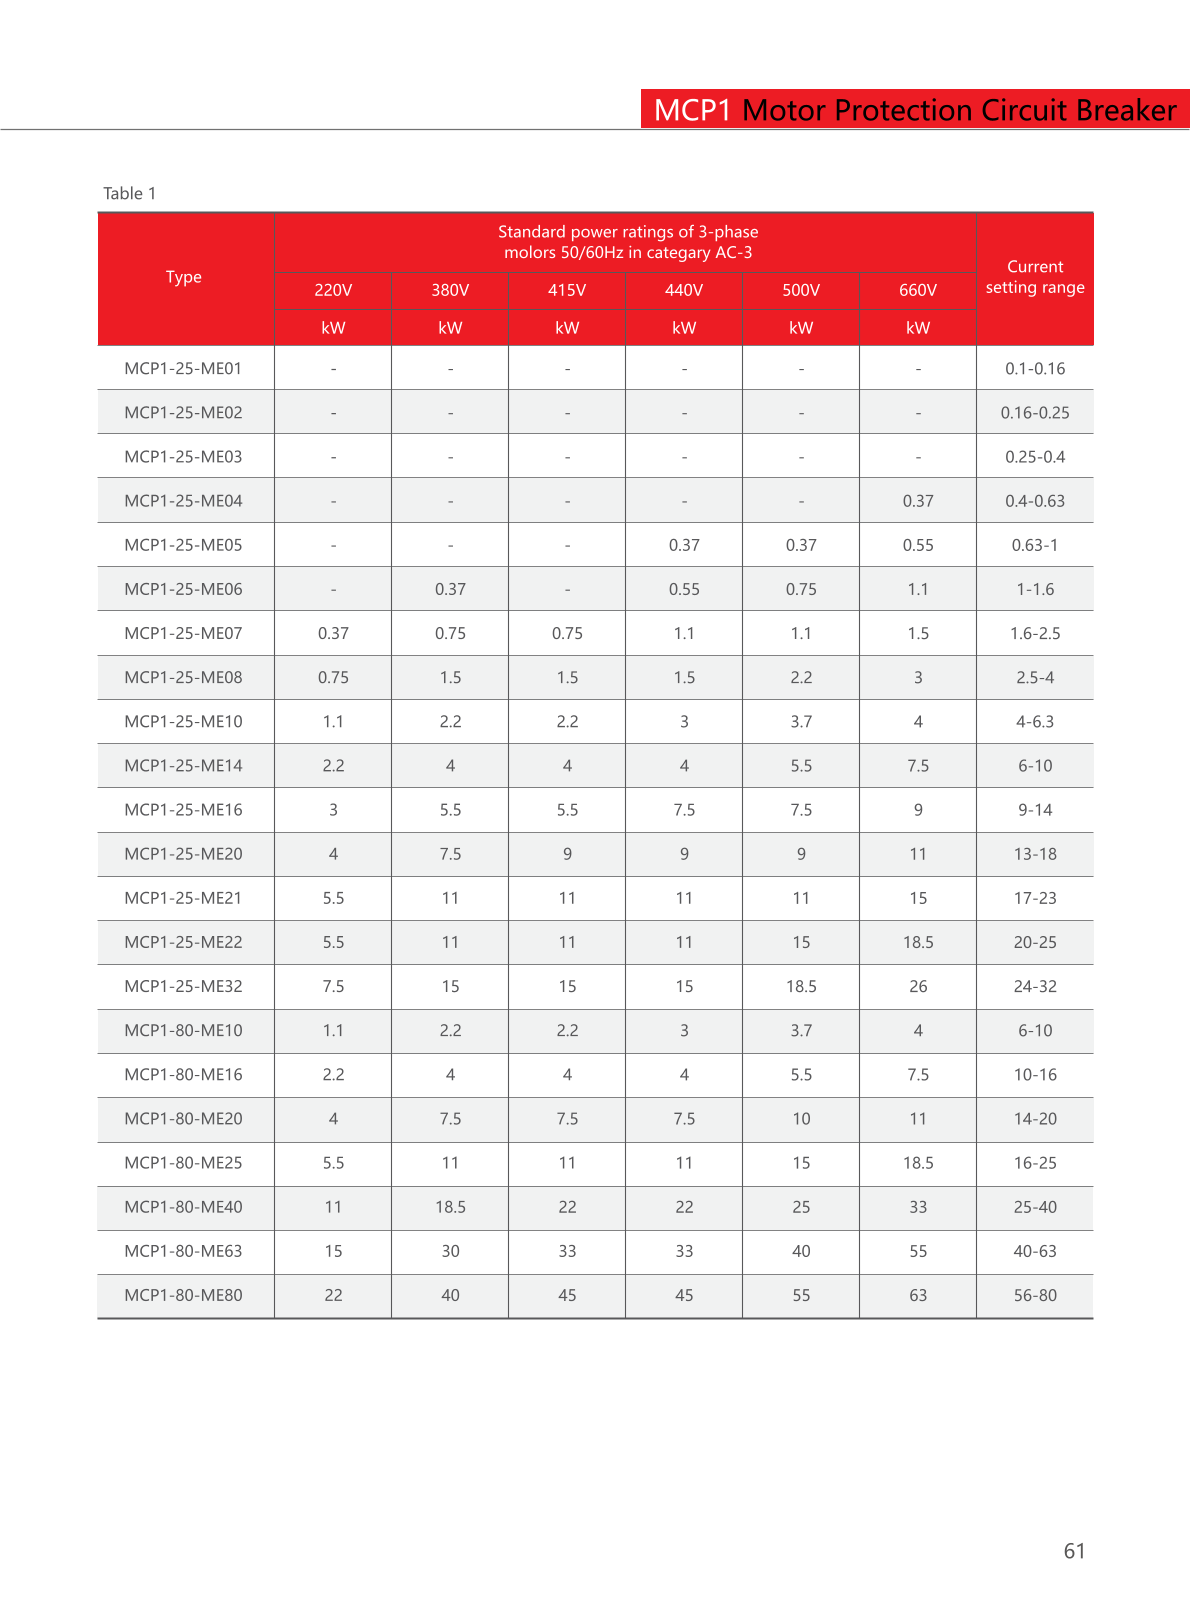 MCP1 Motor Protection Circuit Breaker
Table 1
Type
Standard power ratings of 3-phase
molors 50/60Hz in categary AC-3
Current
setting range
220V 380V 415V 440V 500V 660V
kW kW kW kW kW kW
MCP1-25-ME01 - - - - - - 0.1-0.16
MCP1-25-ME02 - - - - - - 0.16-0.25
MCP1-25-ME03 - - - - - - 0.25-0.4
MCP1-25-ME04 - - - - - 0.37 0.4-0.63
MCP1-25-ME05 - - - 0.37 0.37 0.55 0.63-1
MCP1-25-ME06 - 0.37 - 0.55 0.75 1.1 1-1.6
MCP1-25-ME07 0.37 0.75 0.75 1.1 1.1 1.5 1.6-2.5
MCP1-25-ME08 0.75 1.5 1.5 1.5 2.2 3 2.5-4
MCP1-25-ME10 1.1 2.2 2.2 3 3.7 4 4-6.3
MCP1-25-ME14 2.2 4 4 4 5.5 7.5 6-10
MCP1-25-ME16 3 5.5 5.5 7.5 7.5 9 9-14
MCP1-25-ME20 4 7.5 9 9 9 11 13-18
MCP1-25-ME21 5.5 11 11 11 11 15 17-23
MCP1-25-ME22 5.5 11 11 11 15 18.5 20-25
MCP1-25-ME32 7.5 15 15 15 18.5 26 24-32
MCP1-80-ME10 1.1 2.2 2.2 3 3.7 4 6-10
MCP1-80-ME16 2.2 4 4 4 5.5 7.5 10-16
MCP1-80-ME20 4 7.5 7.5 7.5 10 11 14-20
MCP1-80-ME25 5.5 11 11 11 15 18.5 16-25
MCP1-80-ME40 11 18.5 22 22 25 33 25-40
MCP1-80-ME63 15 30 33 33 40 55 40-63
MCP1-80-ME80 22 40 45 45 55 63 56-80
61